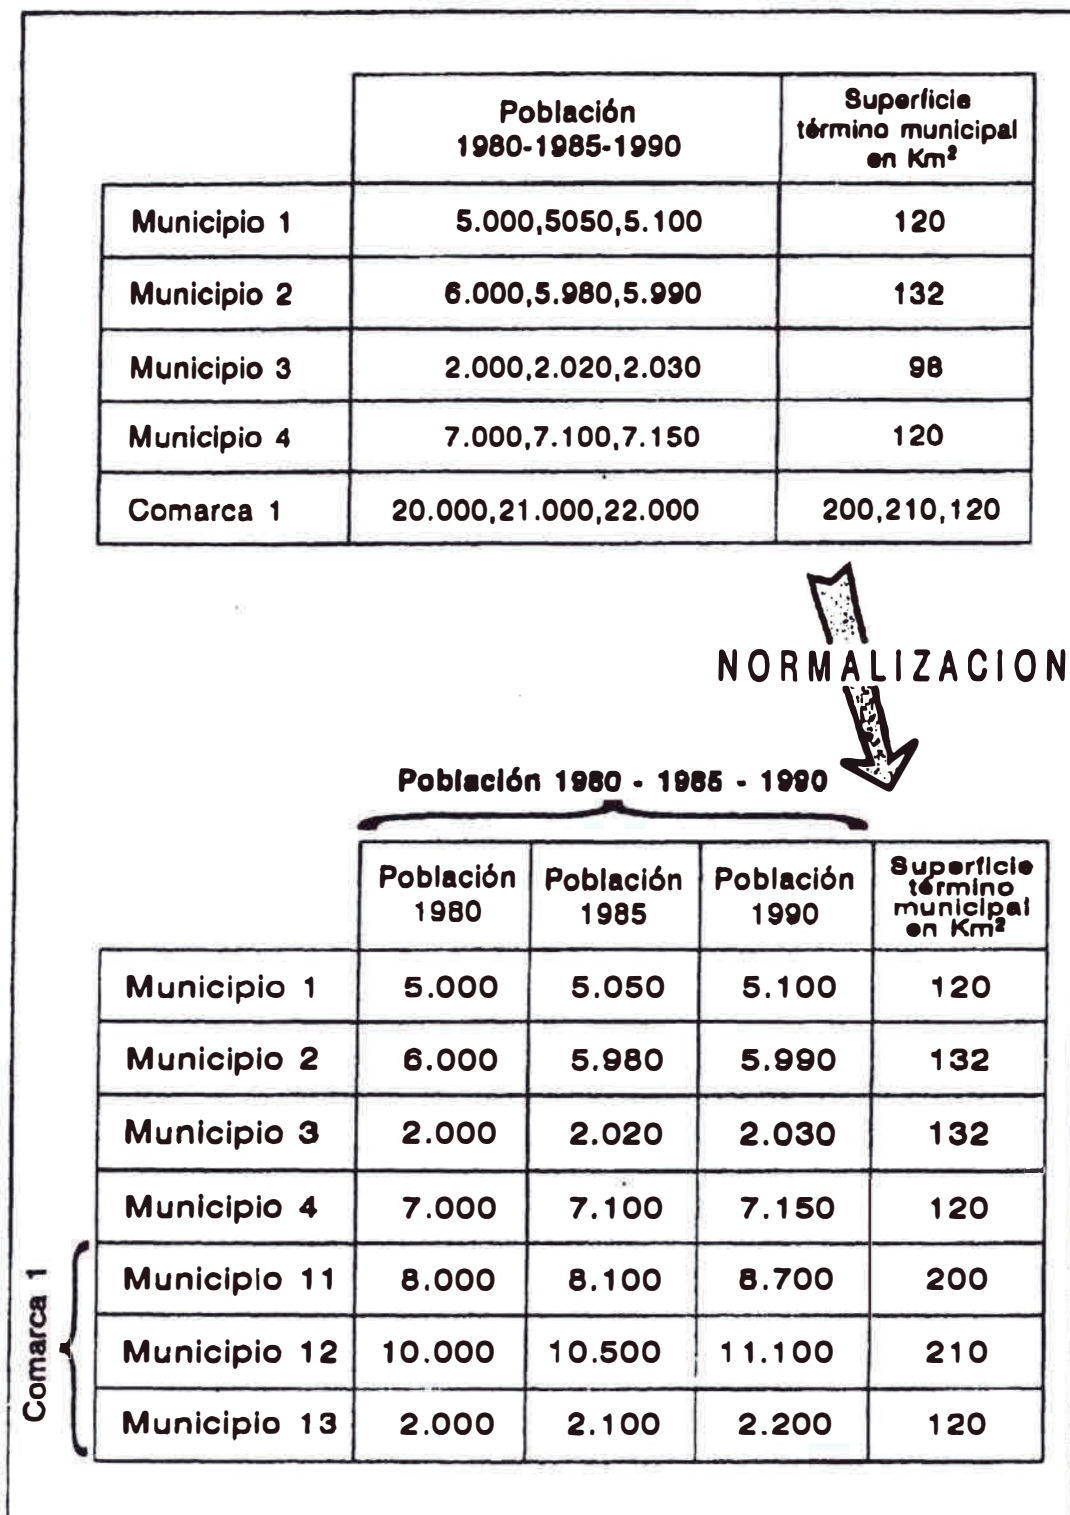 Población
1980-1985-1990
Superficie
término municipal
en Km²
Municipio 1 5.000,5050,5.100 120
Municipio 2 6.000,5.980,5.990 132
Municipio 3 2.000,2.020,2.030 98
Municipio 4 7.000,7.100,7.150 120
Comarca 1 20.000,21.000,22.000 200,210,120
NORMALIZACION
Población 1980 - 1985 - 1990
Población
1980
Población
1985
Población
1990
Superficie
término
municipal
en Km²
Municipio 1 5.000 5.050 5.100 120
Municipio 2 6.000 5.980 5.990 132
Municipio 3 2.000 2.020 2.030 132
Municipio 4 7.000 7.100 7.150 120
Comarca 1
Municipio 11 8.000 8.100 8.700 200
Municipio 12 10.000 10.500 11.100 210
Municipio 13 2.000 2.100 2.200 120